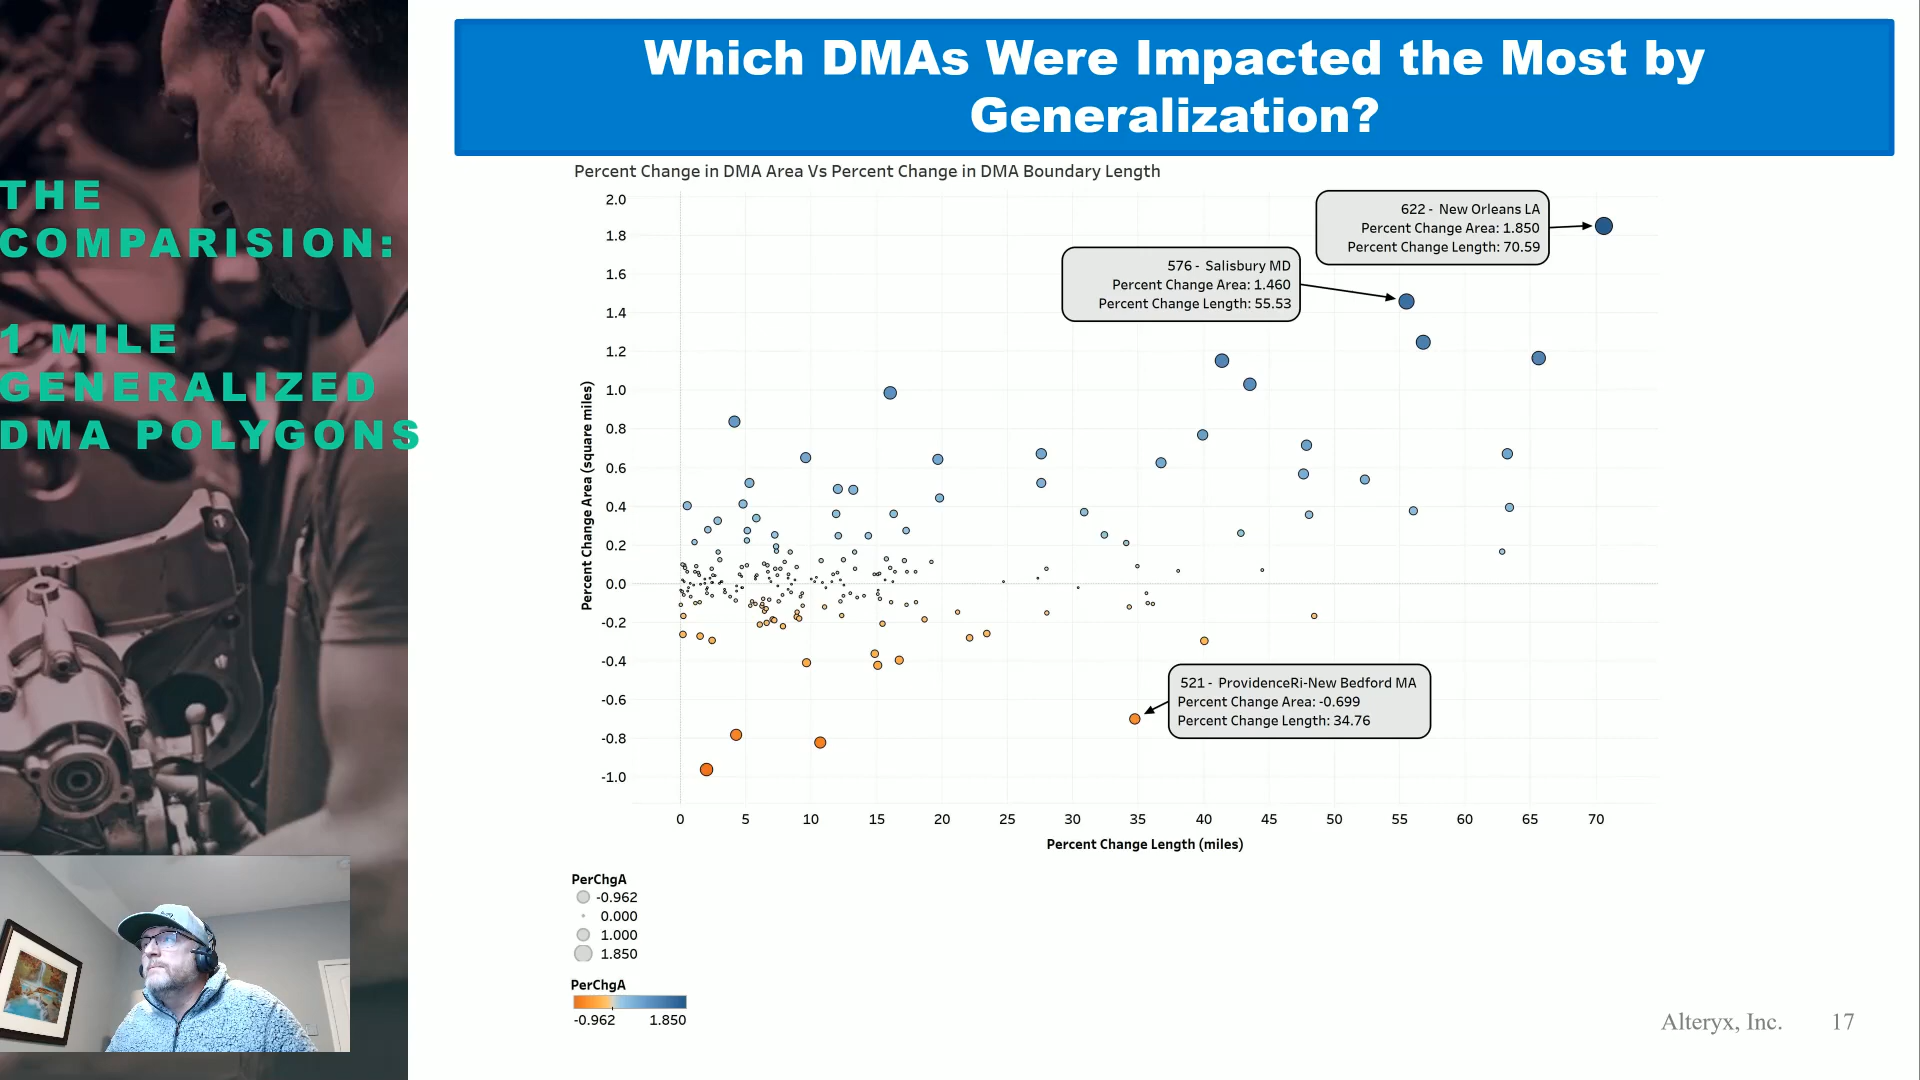 THE
COMPARISION:
1 MILE
GENERALIZED
DMA POLYGONS
Which DMAs Were Impacted the Most by
Generalization?
Percent Change in DMA Area Vs Percent Change in DMA Boundary Length
Percent Change Area (square miles)
2.0
1.8
1.6
1.4
1.2
1.0
0.8
0.6
0.4
0.2
0.0
-0.2
-0.4
-0.6
-0.8
-1.0
622 - New Orleans LA
Percent Change Area: 1.850
Percent Change Length: 70.59
576 - Salisbury MD
Percent Change Area: 1.460
Percent Change Length: 55.53
521 - ProvidenceRi-New Bedford MA
Percent Change Area: -0.699
Percent Change Length: 34.76
0 5 10 15 20 25 30 35 40 45 50 55 60 65 70
Percent Change Length (miles)
PerChgA
-0.962
0.000
1.000
1.850
PerChgA
-0.962 1.850
Alteryx, Inc. 17